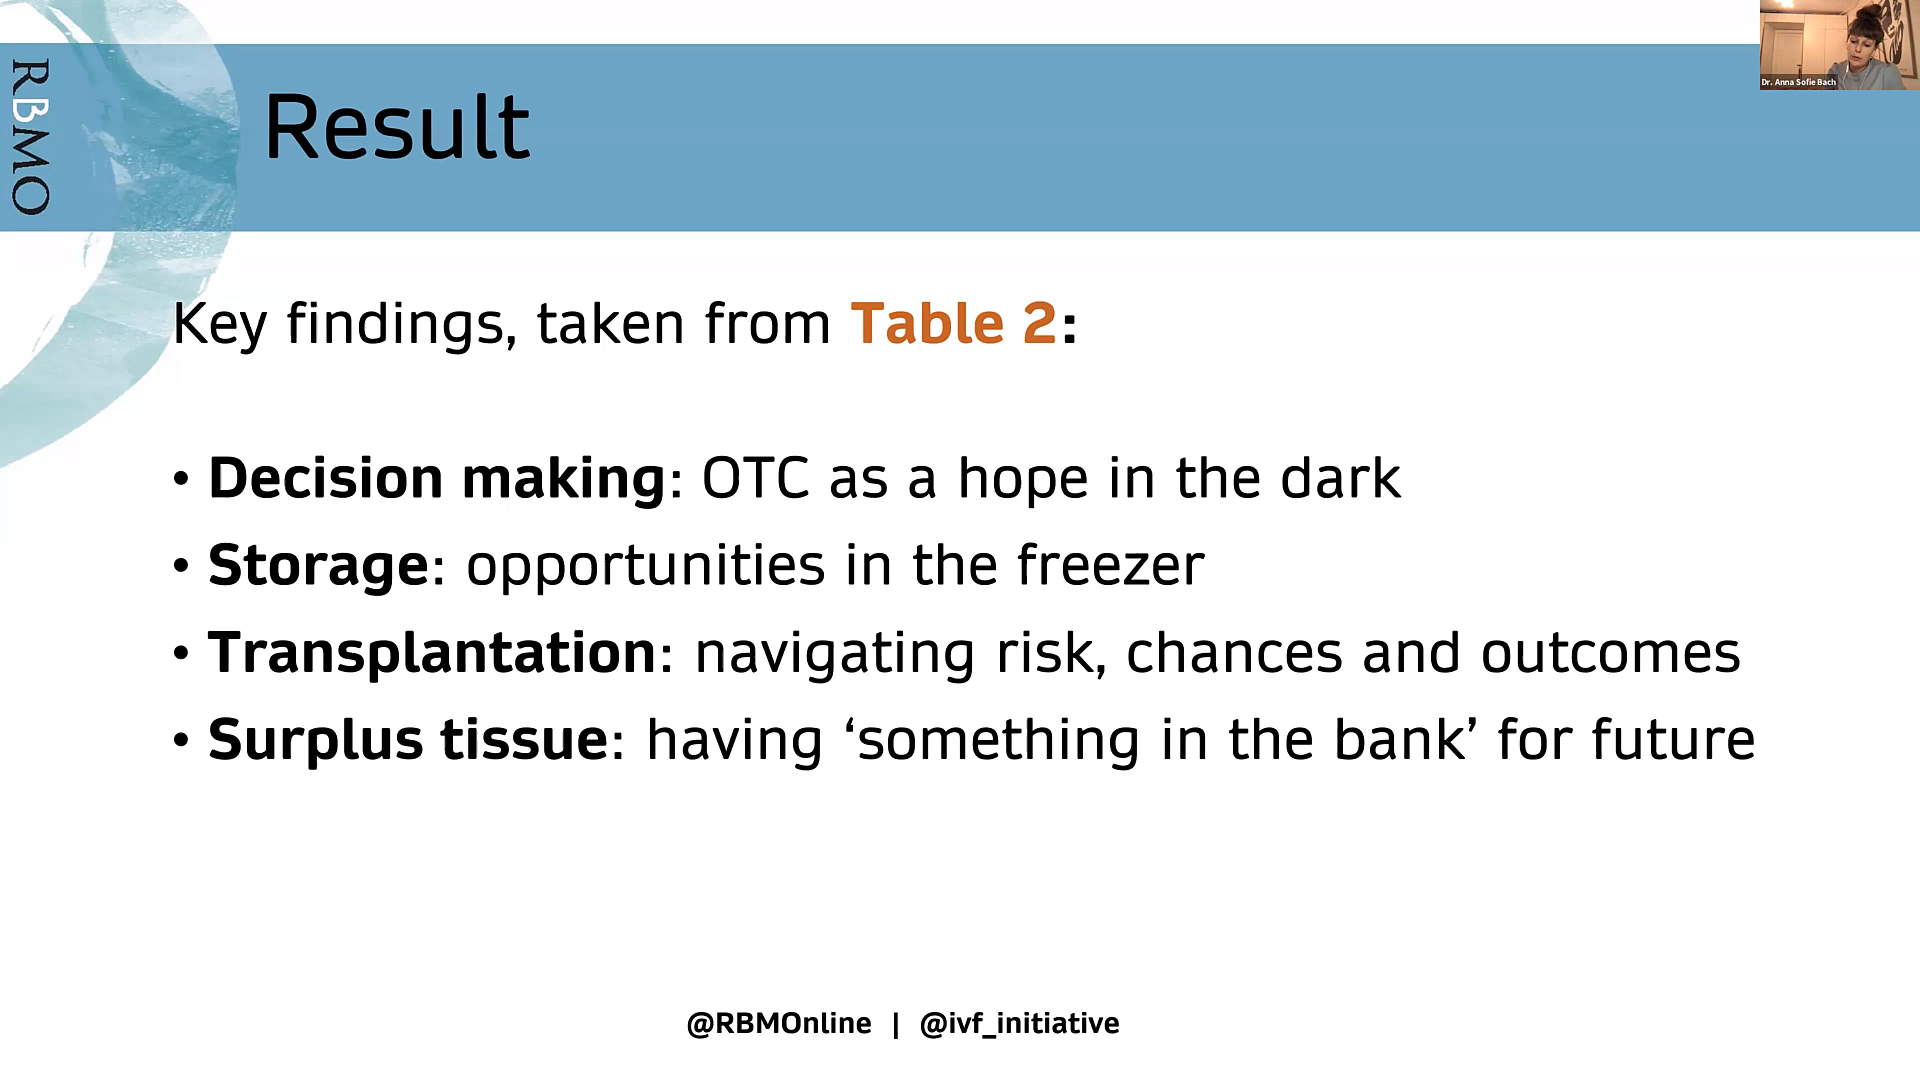 RBMO
Result
Dr. Anna Sofie Bach
Key findings, taken from Table 2:
• Decision making: OTC as a hope in the dark
• Storage: opportunities in the freezer
• Transplantation: navigating risk, chances and outcomes
• Surplus tissue: having ‘something in the bank’ for future
@RBMOnline | @ivf_initiative